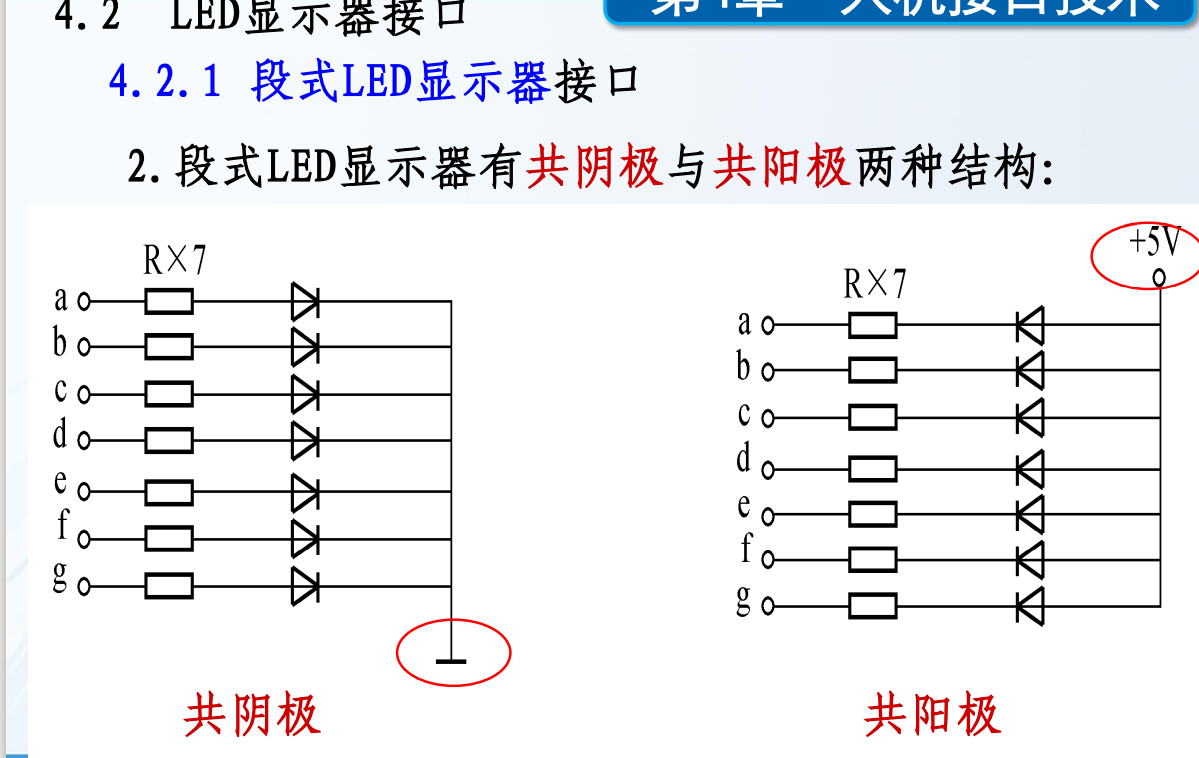 4.2 LED显示器接口
第4章 人机接口技术
4.2.1 段式LED显示器接口
2.段式LED显示器有共阴极与共阳极两种结构:
+5V
R×7
R×7
a
b
c
d
e
f
g
a
b
c
d
e
f
g
共阴极
共阳极